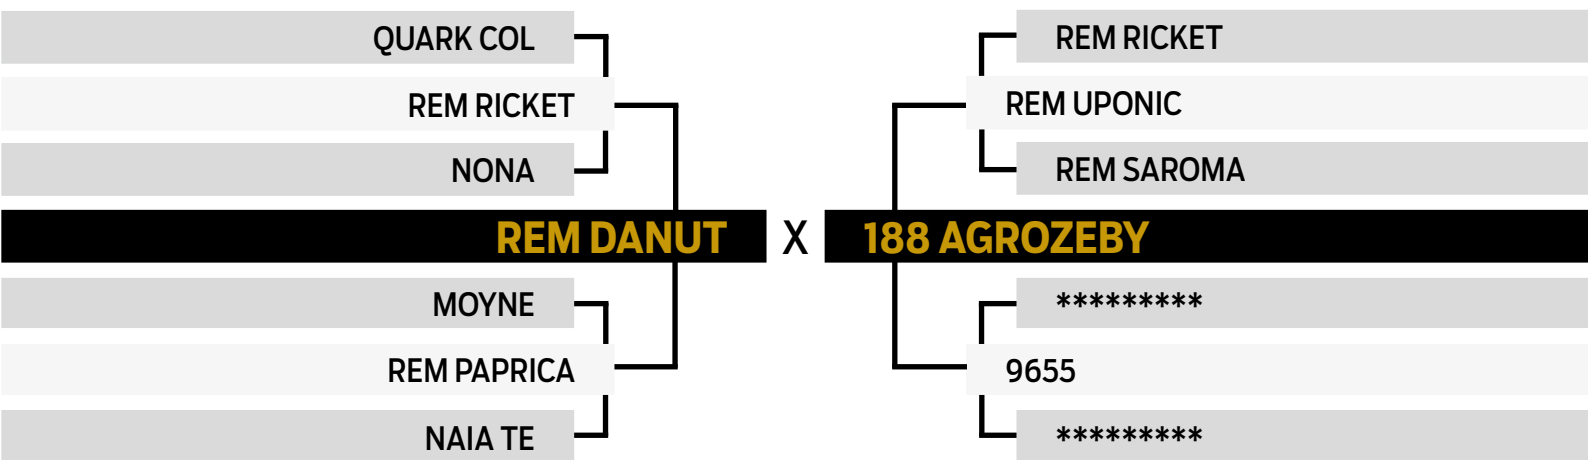 QUARK COL
REM RICKET
NONA
REM DANUT
MOYNE
REM PAPRICA
NAIA TE
X
REM RICKET
REM UPONIC
REM SAROMA
188 AGROZEBY
*********
9655
*********